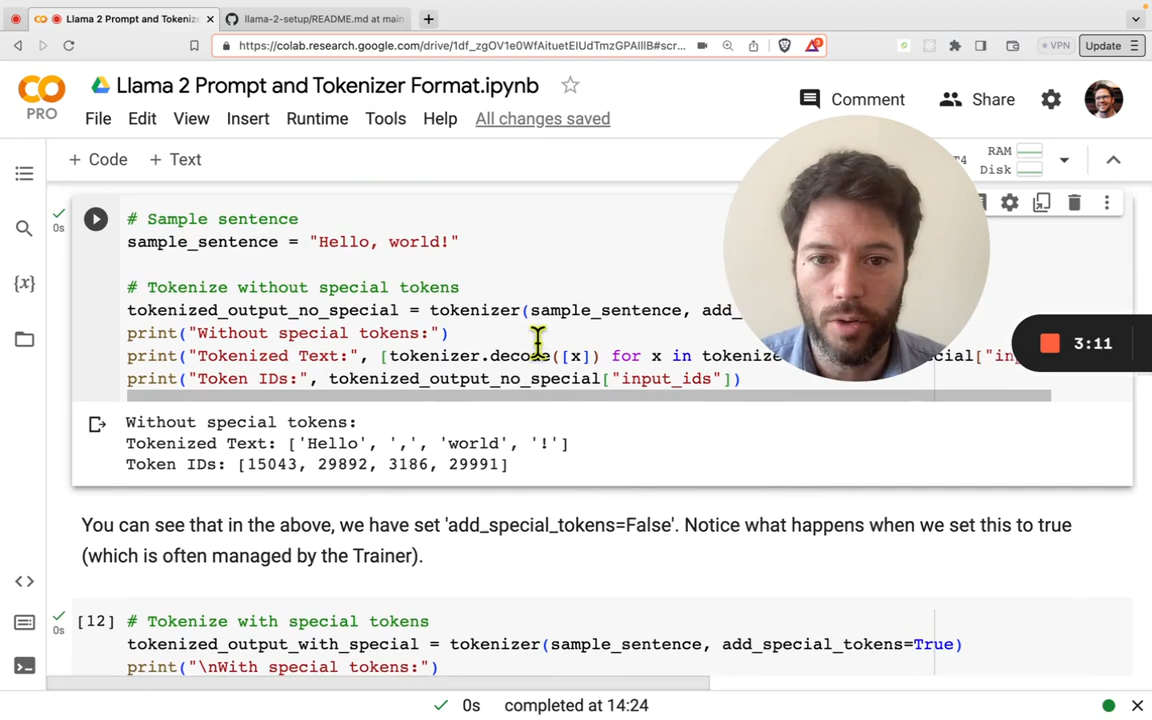 Llama 2 Prompt and Tokeniz
llama-2-setup/README.md at main
https://colab.research.google.com/drive/1df_zgOV1e0WfAituetEIUdTmzGPAIllB#scr...
VPN
Update
PRO
Llama 2 Prompt and Tokenizer Format.ipynb
Comment
Share
File Edit View Insert Runtime Tools Help All changes saved
+ Code + Text
T4
RAM
Disk
0s
# Sample sentence
sample_sentence = "Hello, world!"
# Tokenize without special tokens
tokenized_output_no_special = tokenizer(sample_sentence, add_
print("Without special tokens:")
print("Tokenized Text:", [tokenizer.decode([x]) for x in tokenize cial["in
print("Token IDs:", tokenized_output_no_special["input_ids"])
3:11
Without special tokens:
Tokenized Text: ['Hello', ',', 'world', '!']
Token IDs: [15043, 29892, 3186, 29991]
You can see that in the above, we have set 'add_special_tokens=False'. Notice what happens when we set this to true
(which is often managed by the Trainer).
0s
[12] # Tokenize with special tokens
tokenized_output_with_special = tokenizer(sample_sentence, add_special_tokens=True)
print("\nWith special tokens:")
0s completed at 14:24